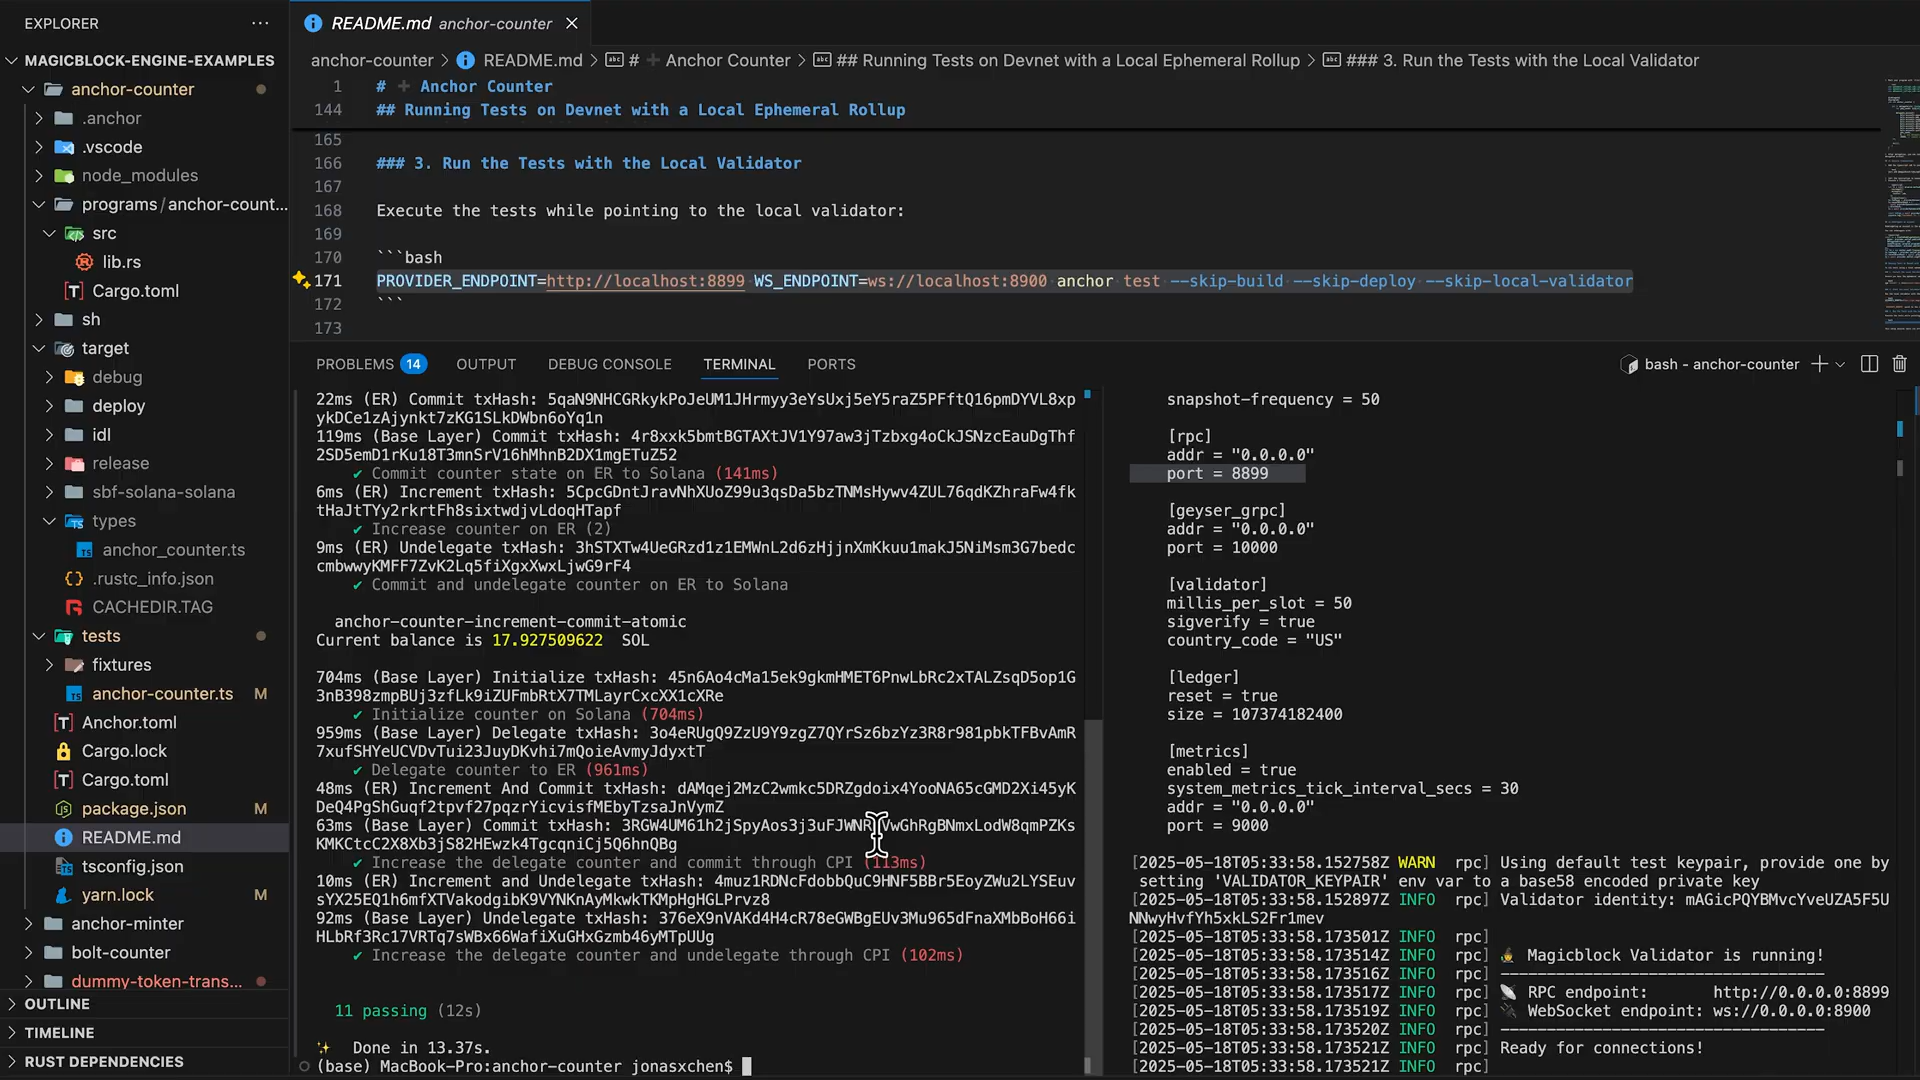 EXPLORER
MAGICBLOCK-ENGINE-EXAMPLES
anchor-counter
.anchor
.vscode
node_modules
programs/anchor-count...
src
lib.rs
Cargo.toml
sh
target
debug
deploy
idl
release
sbf-solana-solana
types
anchor_counter.ts
.rustc_info.json
CACHEDIR.TAG
tests
fixtures
anchor-counter.ts M
Anchor.toml
Cargo.lock
Cargo.toml
package.json M
README.md
tsconfig.json
yarn.lock M
anchor-minter
bolt-counter
dummy-token-trans...
OUTLINE
TIMELINE
RUST DEPENDENCIES
README.md anchor-counter
anchor-counter > README.md > # + Anchor Counter > ## Running Tests on Devnet with a Local Ephemeral Rollup > ### 3. Run the Tests with the Local Validator
1 # + Anchor Counter
144 ## Running Tests on Devnet with a Local Ephemeral Rollup
165
166 ### 3. Run the Tests with the Local Validator
167
168 Execute the tests while pointing to the local validator:
169
170 ```bash
171 PROVIDER_ENDPOINT=http://localhost:8899 WS_ENDPOINT=ws://localhost:8900 anchor test --skip-build --skip-deploy --skip-local-validator
172 ```
173
PROBLEMS 14 OUTPUT DEBUG CONSOLE TERMINAL PORTS
bash - anchor-counter
22ms (ER) Commit txHash: 5qaN9NHCGRkykPoJeUM1JHrmyy3eYsUxj5eY5raZ5PFftQ16pmDYVL8xp
ykDCe1zAjynkt7zKG1SLkDWbn6oYq1n
119ms (Base Layer) Commit txHash: 4r8xxk5bmtBGTAXtJV1Y97aw3jTzbxg4oCkJSNzcEauDgThf
2SD5emD1rKu18T3mnSrV16hMhnB2DX1mgETuZ52
✔ Commit counter state on ER to Solana (141ms)
6ms (ER) Increment txHash: 5CpcGDntJravNhXUoZ99u3qsDa5bzTNMsHywv4ZUL76qdKZhraFw4fk
tHaJtTYy2rkrtFh8sixtwdjvLdoqHTapf
✔ Increase counter on ER (2)
9ms (ER) Undelegate txHash: 3hSTXTw4UeGRzd1z1EMWnL2d6zHjjnXmKkuu1makJ5NiMsm3G7bedc
cmbwwyKMFF7ZvK2Lq5fiXgxXwxLjwG9rF4
✔ Commit and undelegate counter on ER to Solana
anchor-counter-increment-commit-atomic
Current balance is 17.927509622 SOL
704ms (Base Layer) Initialize txHash: 45n6Ao4cMa15ek9gkmHMET6PnwLbRc2xTALZsqD5op1G
3nB398zmpBUj3zfLk9iZUFmbRtX7TMLayrCxcXX1cXRe
✔ Initialize counter on Solana (704ms)
959ms (Base Layer) Delegate txHash: 3o4eRUgQ9ZzU9Y9zgZ7QYrSz6bzYz3R8r981pbkTFBvAmR
7xufSHYeUCVDvTui23JuyDKvhi7mQoieAvmyJdyxtT
✔ Delegate counter to ER (961ms)
48ms (ER) Increment And Commit txHash: dAMqej2MzC2wmkc5DRZgdoix4YooNA65cGMD2Xi45yK
DeQ4PgShGuqf2tpvf27pqzrYicvisfMEbyTzsaJnVymZ
63ms (Base Layer) Commit txHash:
KMKCtcC2X8Xb3jS82HEwzk4TgcqniCj5Q6hnQBg
✔ Increase the delegate counter and commit through CPI (113ms)
10ms (ER) Increment and Undelegate txHash: 4muz1RDNcFdobbQuC9HNF5BBr5EoyZWu2LYSEuv
sYX25EQ1h6mfXTVakodgibK9VYNKnAyMkwkTKMpHgHGLPrvz8
92ms (Base Layer) Undelegate txHash: 376eX9nVAKd4H4cR78eGWBgEUv3Mu965dFnaXMbBoH66i
HLbRf3Rc17VRTq7sWBx66WafiXuGHxGzmb46yMTpUUg
✔ Increase the delegate counter and undelegate through CPI (102ms)
11 passing (12s)
✨ Done in 13.37s.
(base) MacBook-Pro:anchor-counter jonasxchen$
snapshot-frequency = 50
[rpc]
addr = "0.0.0.0"
port = 8899
[geyser_grpc]
addr = "0.0.0.0"
port = 10000
[validator]
millis_per_slot = 50
sigverify = true
country_code = "US"
[ledger]
reset = true
size = 107374182400
[metrics]
enabled = true
system_metrics_tick_interval_secs = 30
addr = "0.0.0.0"
port = 9000
[2025-05-18T05:33:58.152758Z WARN rpc] Using default test keypair, provide one by
setting 'VALIDATOR_KEYPAIR' env var to a base58 encoded private key
[2025-05-18T05:33:58.152897Z INFO rpc] Validator identity: mAGicPQYBMvcYveUZA5F5U
NNwyHvfYh5xkLS2Fr1mev
[2025-05-18T05:33:58.173501Z INFO rpc]
[2025-05-18T05:33:58.173514Z INFO rpc] Magicblock Validator is running!
[2025-05-18T05:33:58.173516Z INFO rpc] -----------------------------------
[2025-05-18T05:33:58.173517Z INFO rpc] RPC endpoint: http://0.0.0.0:8899
[2025-05-18T05:33:58.173519Z INFO rpc] WebSocket endpoint: ws://0.0.0.0:8900
[2025-05-18T05:33:58.173520Z INFO rpc] -----------------------------------
[2025-05-18T05:33:58.173521Z INFO rpc] Ready for connections!
[2025-05-18T05:33:58.173521Z INFO rpc]